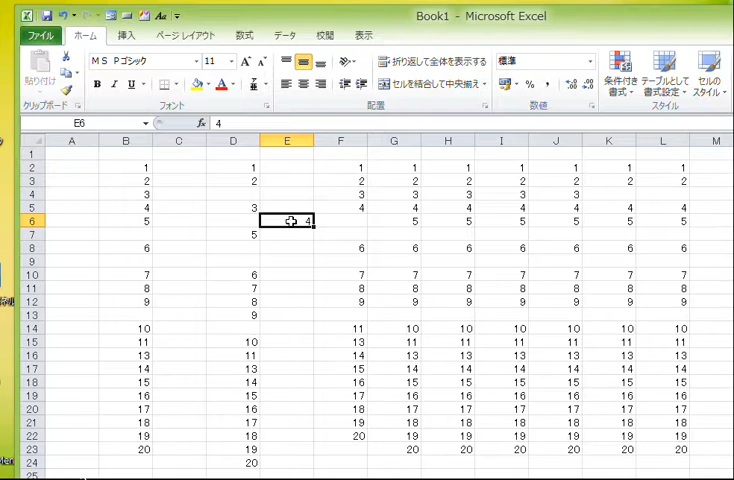 Book1 - Microsoft Excel
ファイル ホーム 挿入 ページ レイアウト 数式 データ 校閲 表示
貼り付け ＭＳ Ｐゴシック 11 折り返して全体を表示する 標準 条件付き 書式 テーブルとして 書式設定 セルの スタイル
B I U セルを結合して中央揃え %
クリップボード フォント 配置 数値 スタイル
E6 fx 4
A B C D E F G H I J K L M
1
2 1 1 1 1 1 1 1 1 1
3 2 2 2 2 2 2 2 2 2
4 3 3 3 3 3 3
5 4 3 4 4 4 4 4 4 4
6 5 4 5 5 5 5 5 5
7 5
8 6 6 6 6 6 6 6 6
9
10 7 6 7 7 7 7 7 7 7
11 8 7 8 8 8 8 8 8 8
12 9 8 9 9 9 9 9 9 9
13 9
14 10 11 10 10 10 10 10 10
15 11 10 13 11 11 11 11 11 11
16 13 11 14 13 13 13 13 13 13
17 14 13 16 14 14 14 14 14 14
18 15 14 15 15 15 15 15 15 15
19 16 15 17 16 16 16 16 16 16
20 17 16 18 17 17 17 17 17 17
21 18 17 19 18 18 18 18 18 18
22 19 18 20 19 19 19 19 19 19
23 20 19 20 20 20 20 20 20
24 20
25